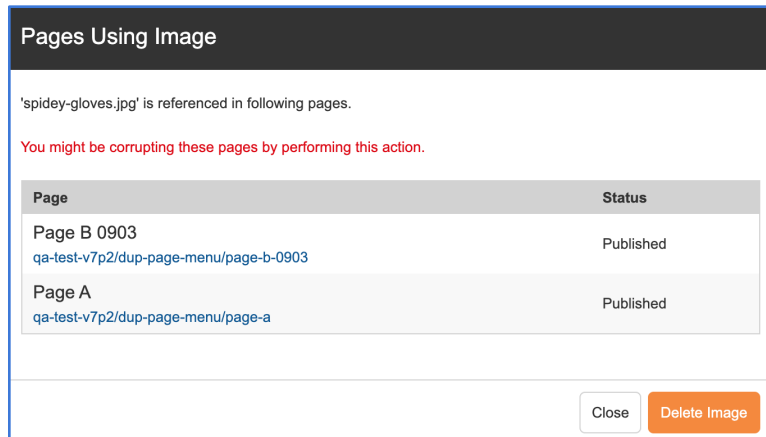 Pages Using Image
'spidey-gloves.jpg' is referenced in following pages.
You might be corrupting these pages by performing this action.
Page Status
Page B 0903
qa-test-v7p2/dup-page-menu/page-b-0903
Published
Page A
qa-test-v7p2/dup-page-menu/page-a
Published
Close Delete Image